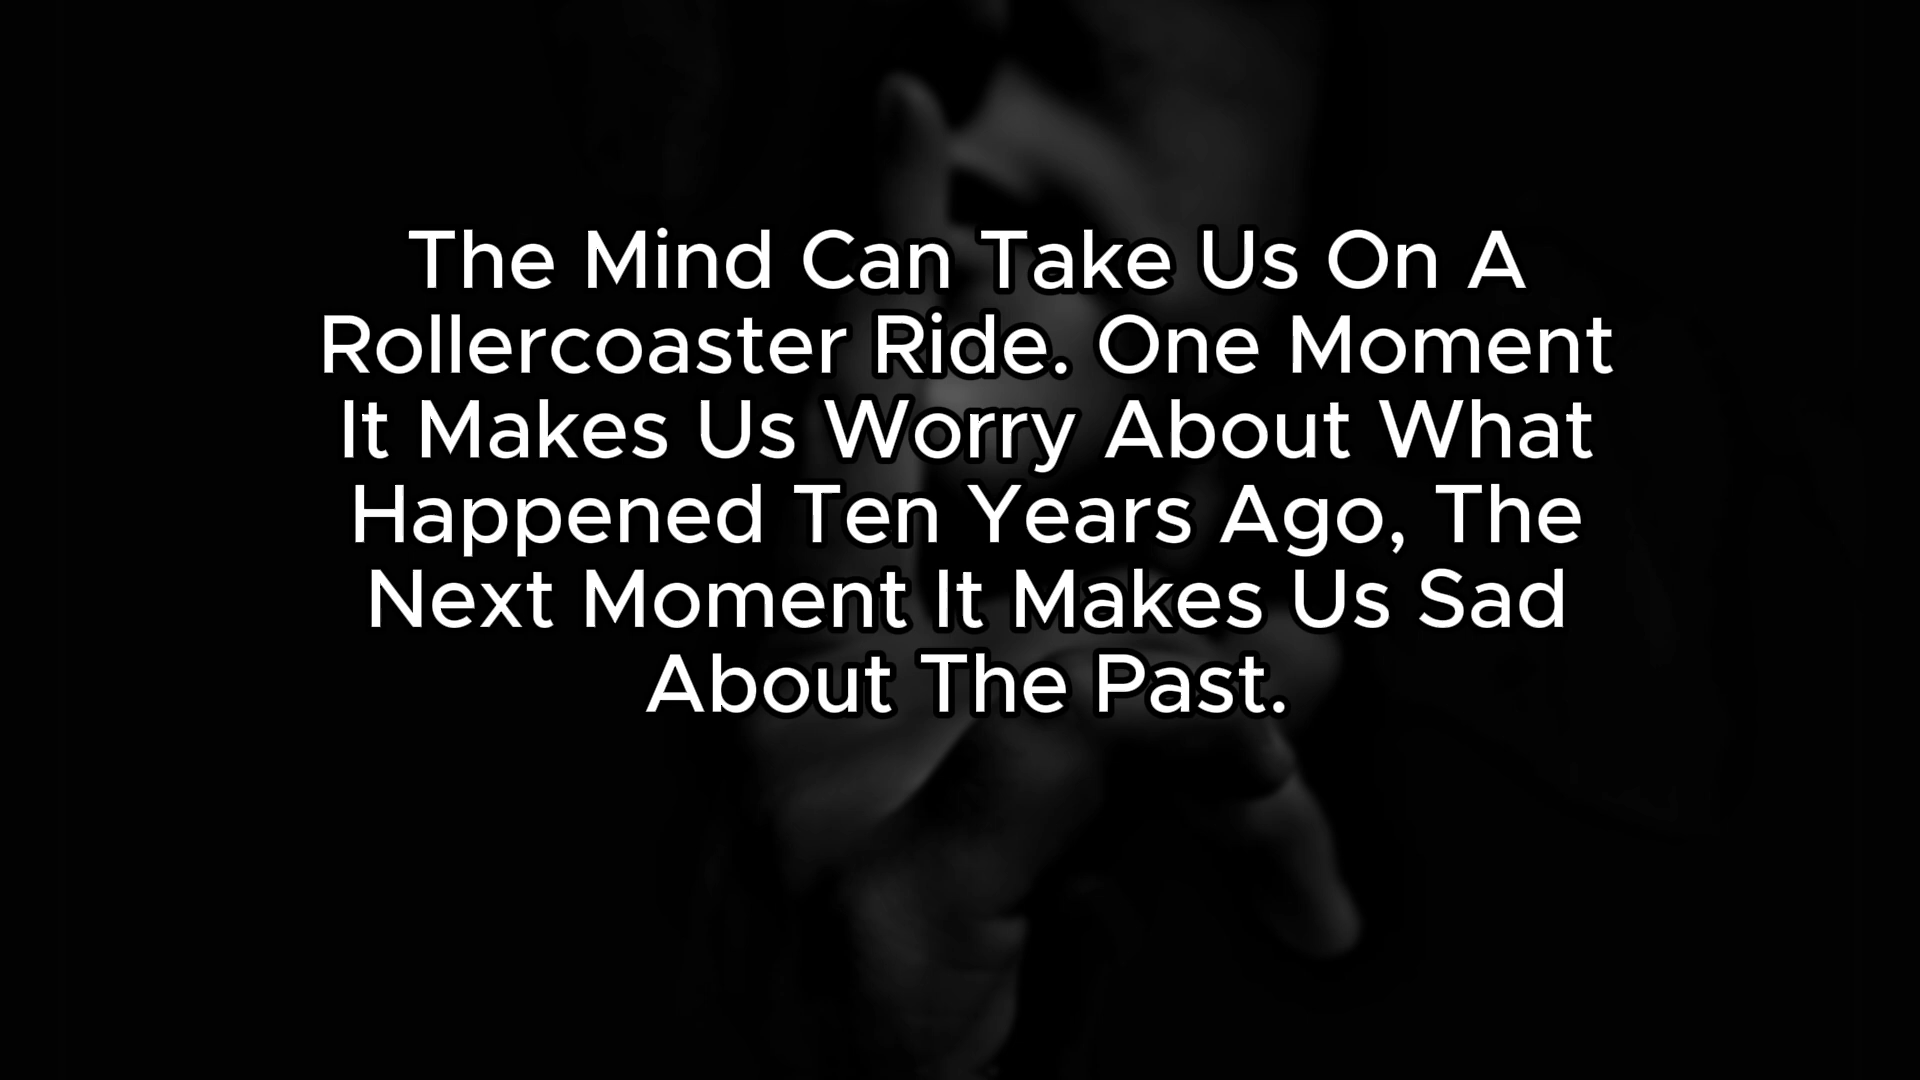 The Mind Can Take Us On A
Rollercoaster Ride. One Moment
It Makes Us Worry About What
Happened Ten Years Ago, The
Next Moment It Makes Us Sad
About The Past.